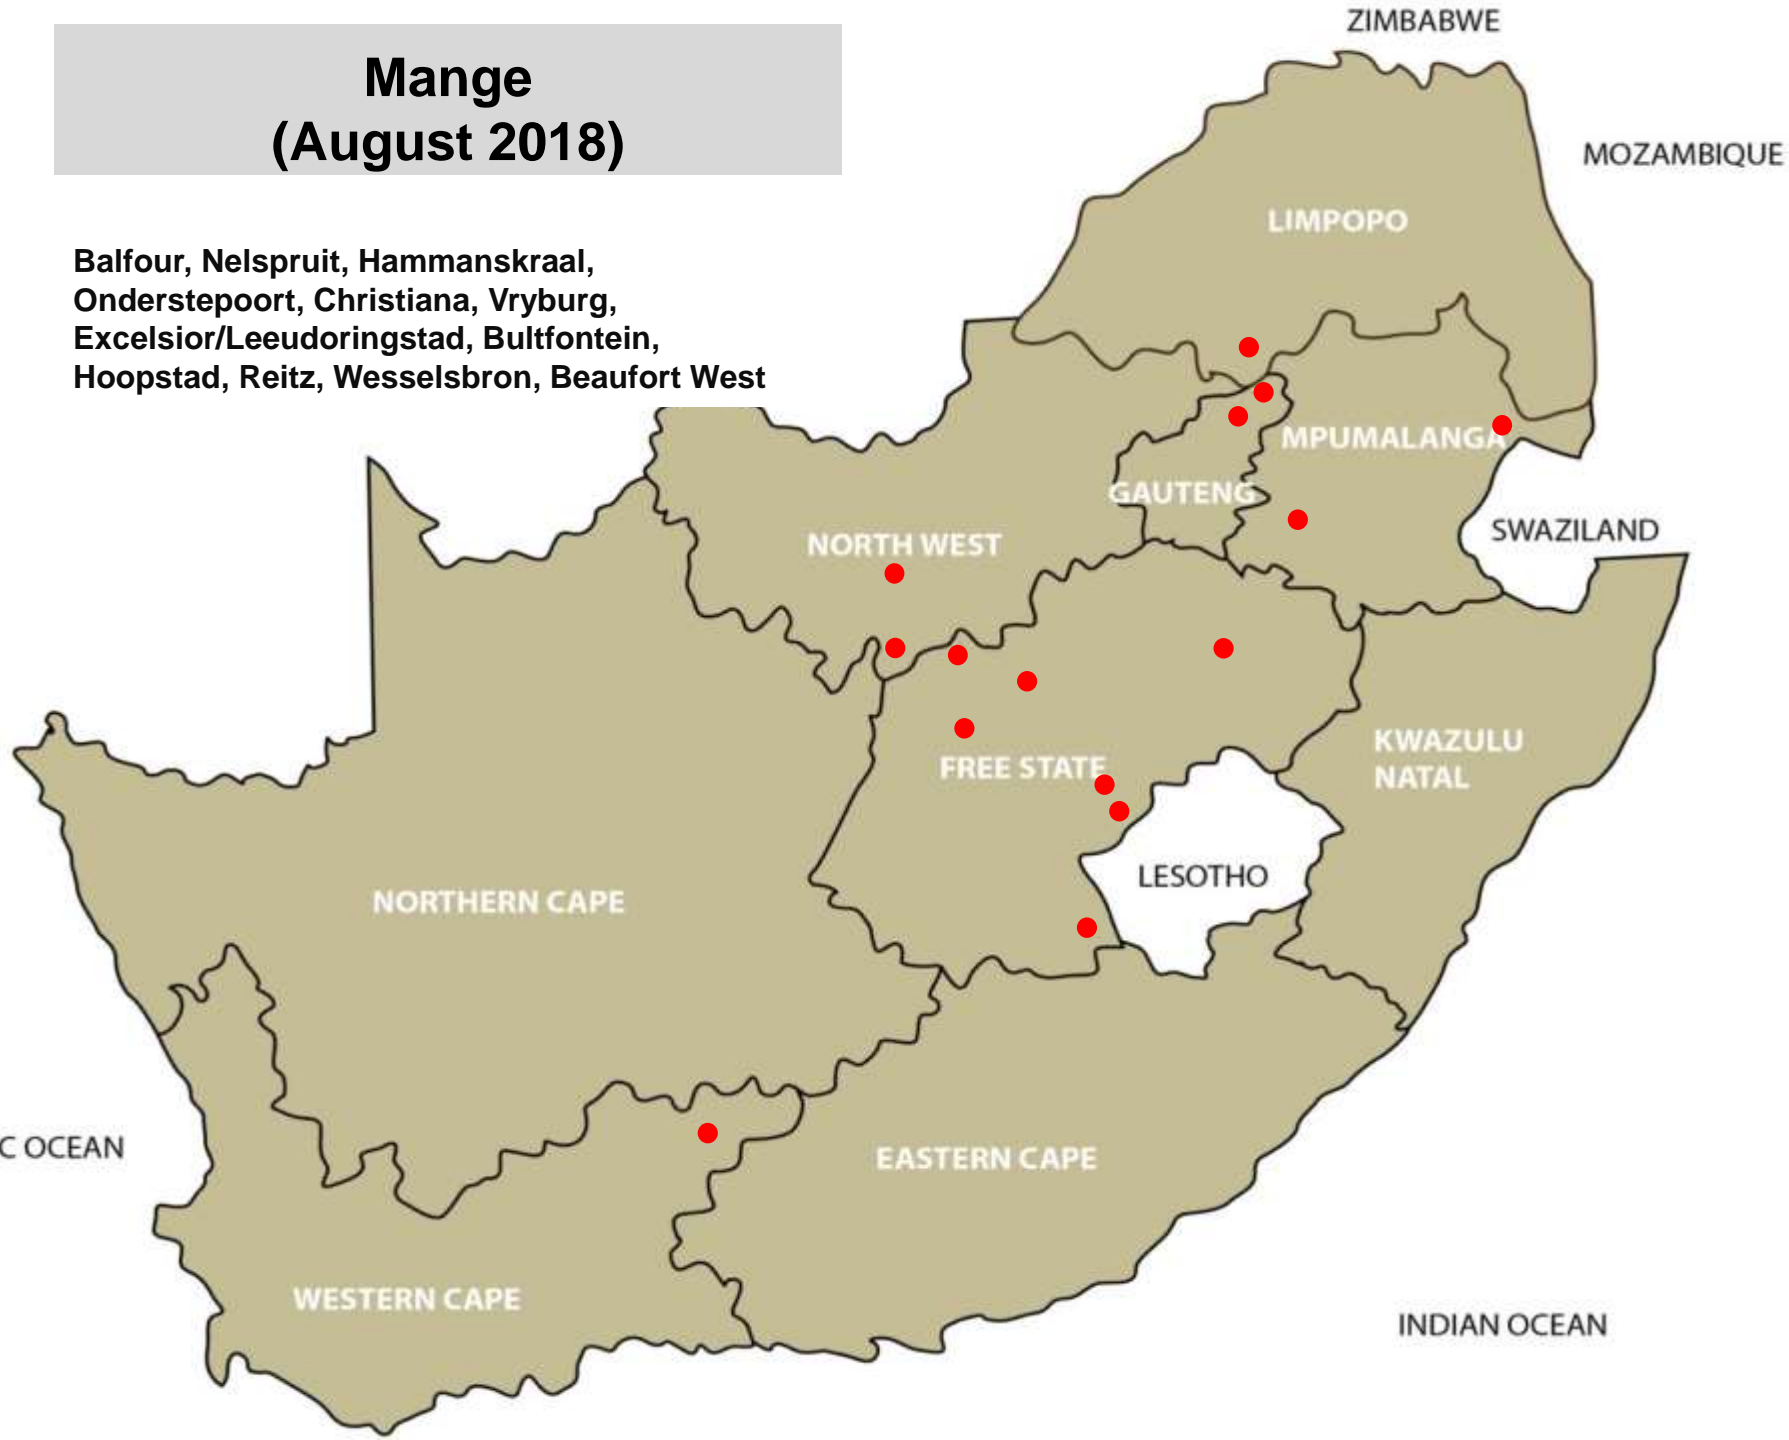 Mange
(August 2018)
Balfour, Nelspruit, Hammanskraal,
Onderstepoort, Christiana, Vryburg,
Excelsior/Leeudoringstad, Bultfontein,
Hoopstad, Reitz, Wesselsbron, Beaufort West
ZIMBABWE
MOZAMBIQUE
LIMPOPO
MPUMALANGA
GAUTENG
SWAZILAND
NORTH WEST
KWAZULU
NATAL
FREE STATE
LESOTHO
NORTHERN CAPE
C OCEAN
EASTERN CAPE
WESTERN CAPE
INDIAN OCEAN